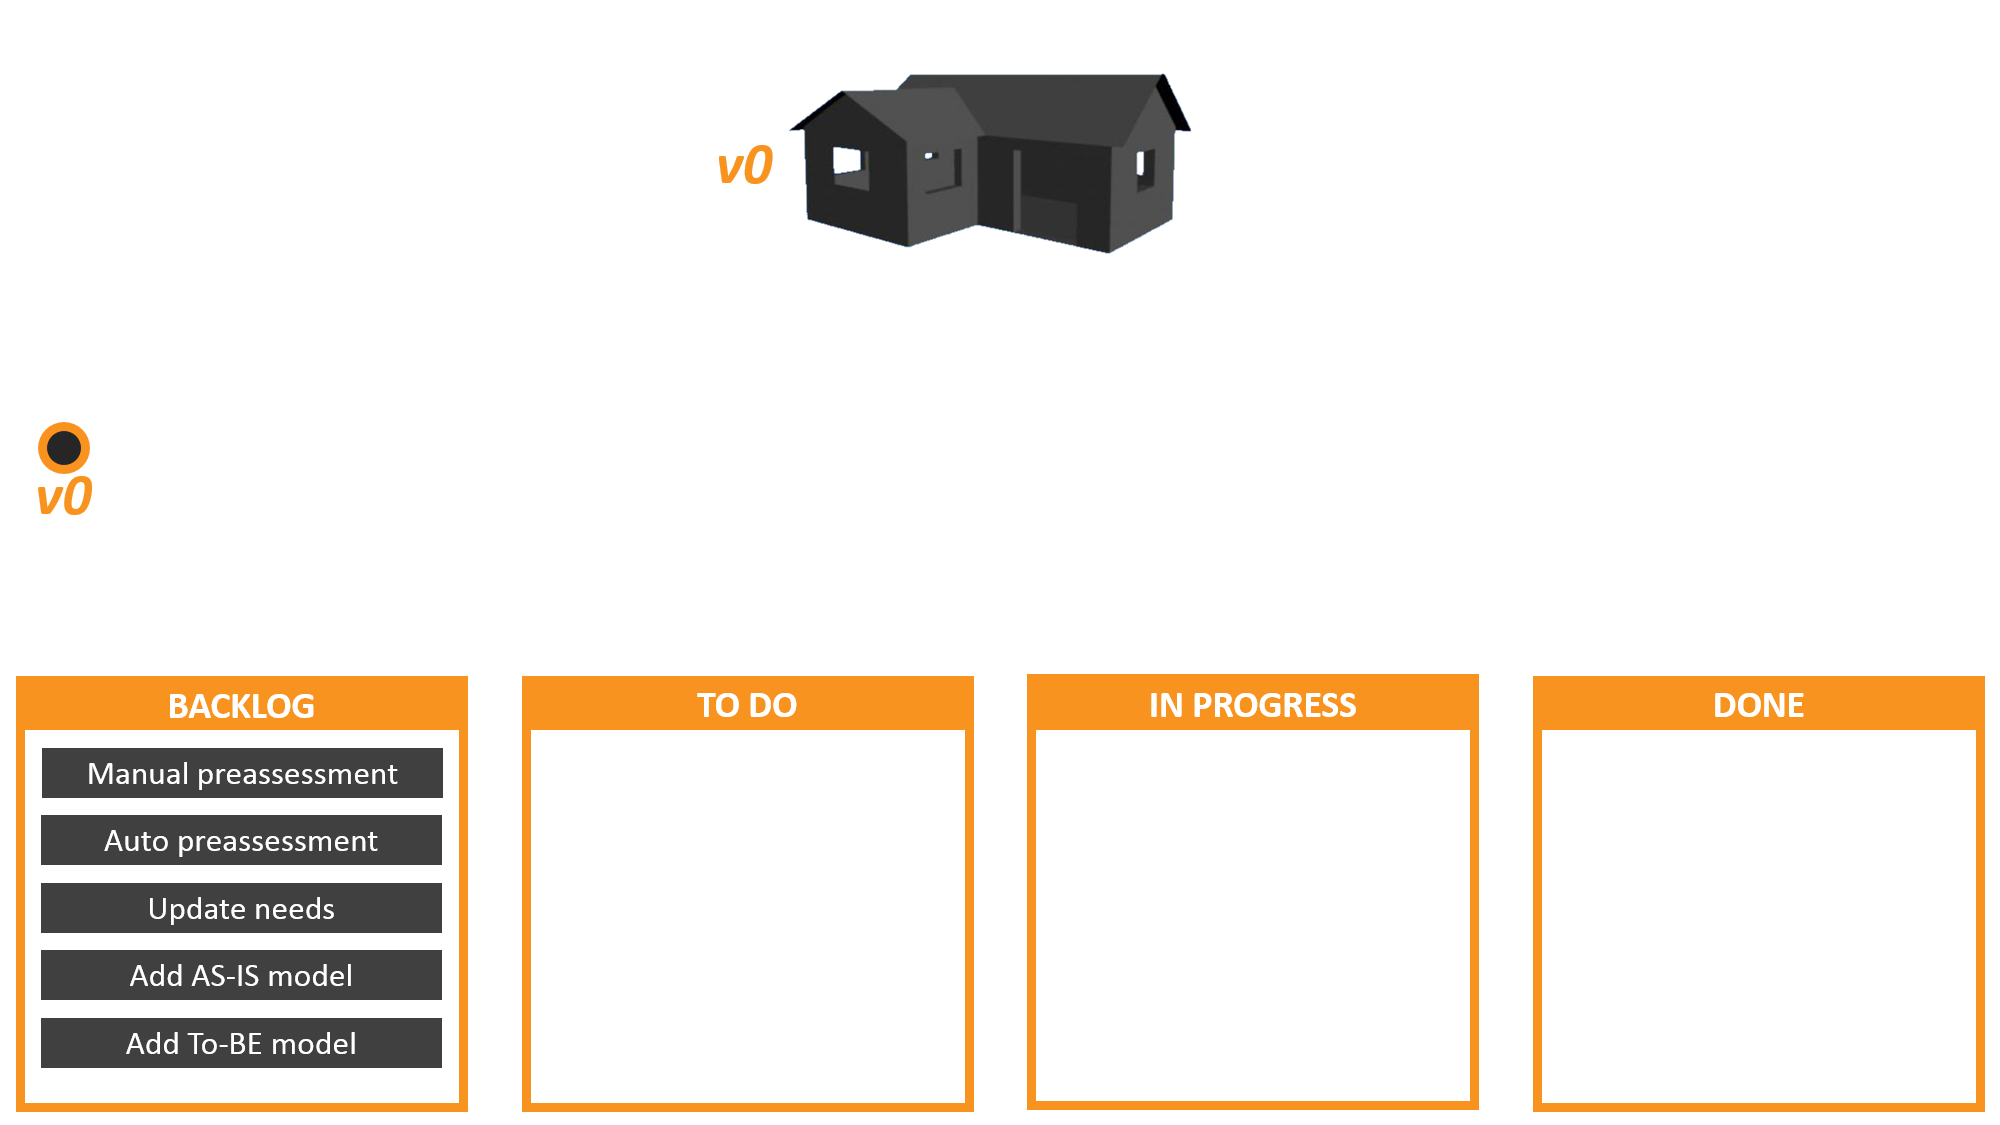 v0
v0
BACKLOG
Manual preassessment
Auto preassessment
Update needs
Add AS-IS model
Add To-BE model
TO DO
IN PROGRESS
DONE